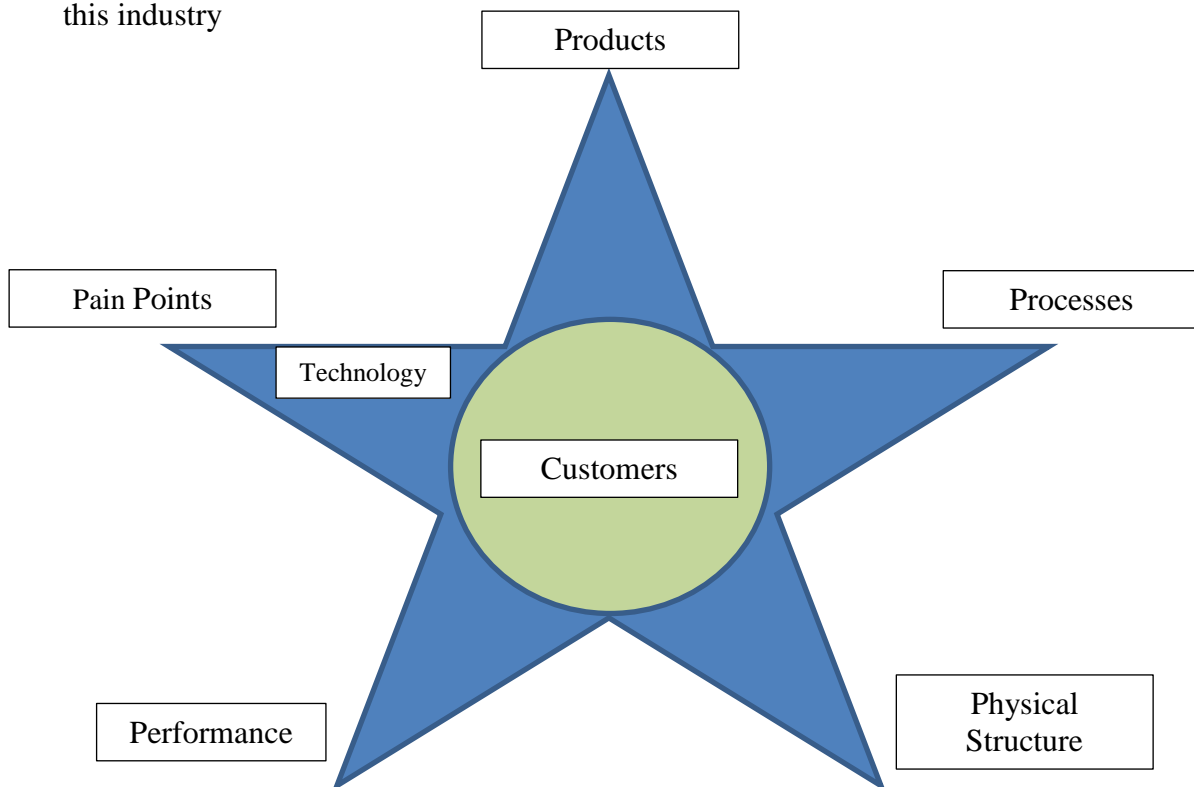 this industry
Products
Pain Points
Processes
Technology
Customers
Performance
Physical
Structure